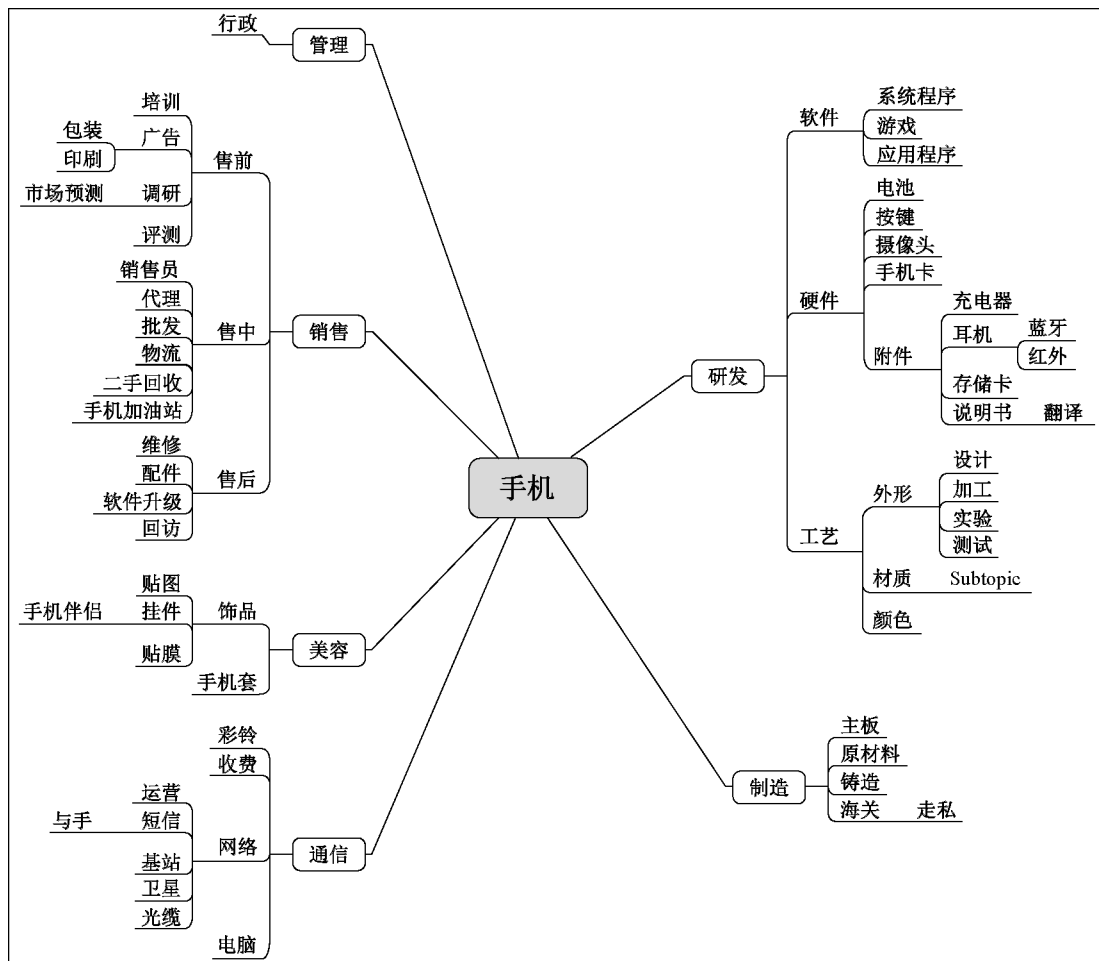 手机
管理
行政
销售
售前
培训
广告
包装
印刷
调研
市场预测
评测
售中
销售员
代理
批发
物流
二手回收
手机加油站
售后
维修
配件
软件升级
回访
美容
饰品
贴图
挂件
手机伴侣
贴膜
手机套
通信
彩铃
收费
网络
运营
短信
与手
基站
卫星
光缆
电脑
研发
软件
系统程序
游戏
应用程序
硬件
电池
按键
摄像头
手机卡
附件
充电器
耳机
蓝牙
红外
存储卡
说明书
翻译
工艺
外形
设计
加工
实验
测试
材质
Subtopic
颜色
制造
主板
原材料
铸造
海关
走私